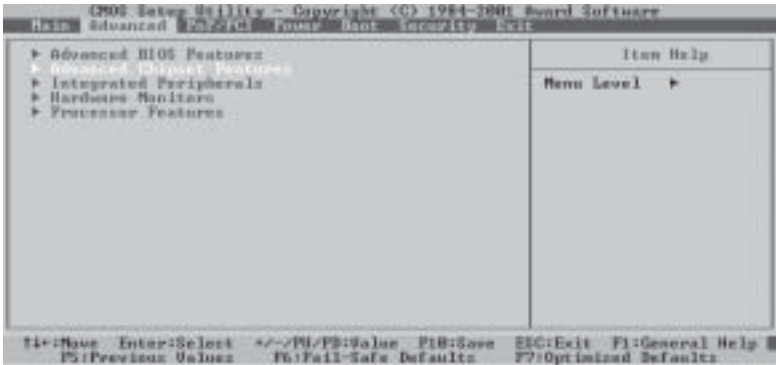 CMOS Setup Utility - Copyright (C) 1984-2001 Award Software
Main Advanced PnP/PCI Power Boot Security Exit
▶ Advanced BIOS Features
▶ Advanced Chipset Features
▶ Integrated Peripherals
▶ Hardware Monitors
▶ Processor Features
Item Help
Menu Level ▶
↑↓←:Move Enter:Select +/-/PU/PD:Value F10:Save ESC:Exit F1:General Help
F5:Previous Values F6:Fail-Safe Defaults F7:Optimized Defaults